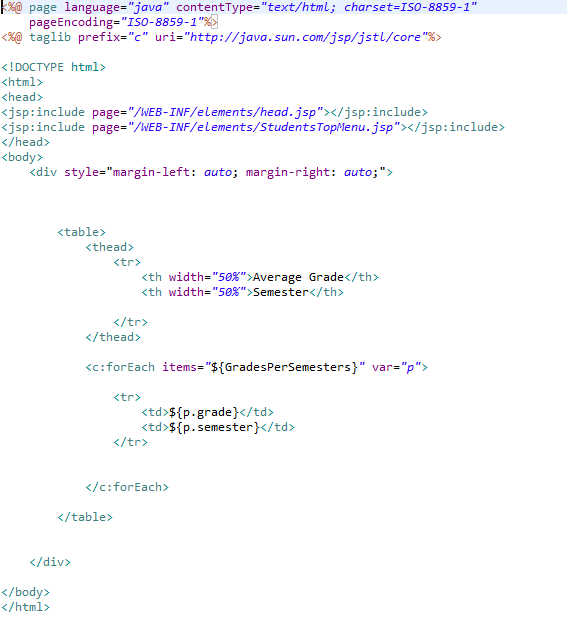 <%@ page language="java" contentType="text/html; charset=ISO-8859-1"
    pageEncoding="ISO-8859-1"%>
<%@ taglib prefix="c" uri="http://java.sun.com/jsp/jstl/core"%>
<!DOCTYPE html>
<html>
<head>
<jsp:include page="/WEB-INF/elements/head.jsp"></jsp:include>
<jsp:include page="/WEB-INF/elements/StudentsTopMenu.jsp"></jsp:include>
</head>
<body>
    <div style="margin-left: auto; margin-right: auto;">
        <table>
            <thead>
                <tr>
                    <th width="50%">Average Grade</th>
                    <th width="50%">Semester</th>
                </tr>
            </thead>
            <c:forEach items="${GradesPerSemesters}" var="p">
                <tr>
                    <td>${p.grade}</td>
                    <td>${p.semester}</td>
                </tr>
            </c:forEach>
        </table>
    </div>
</body>
</html>